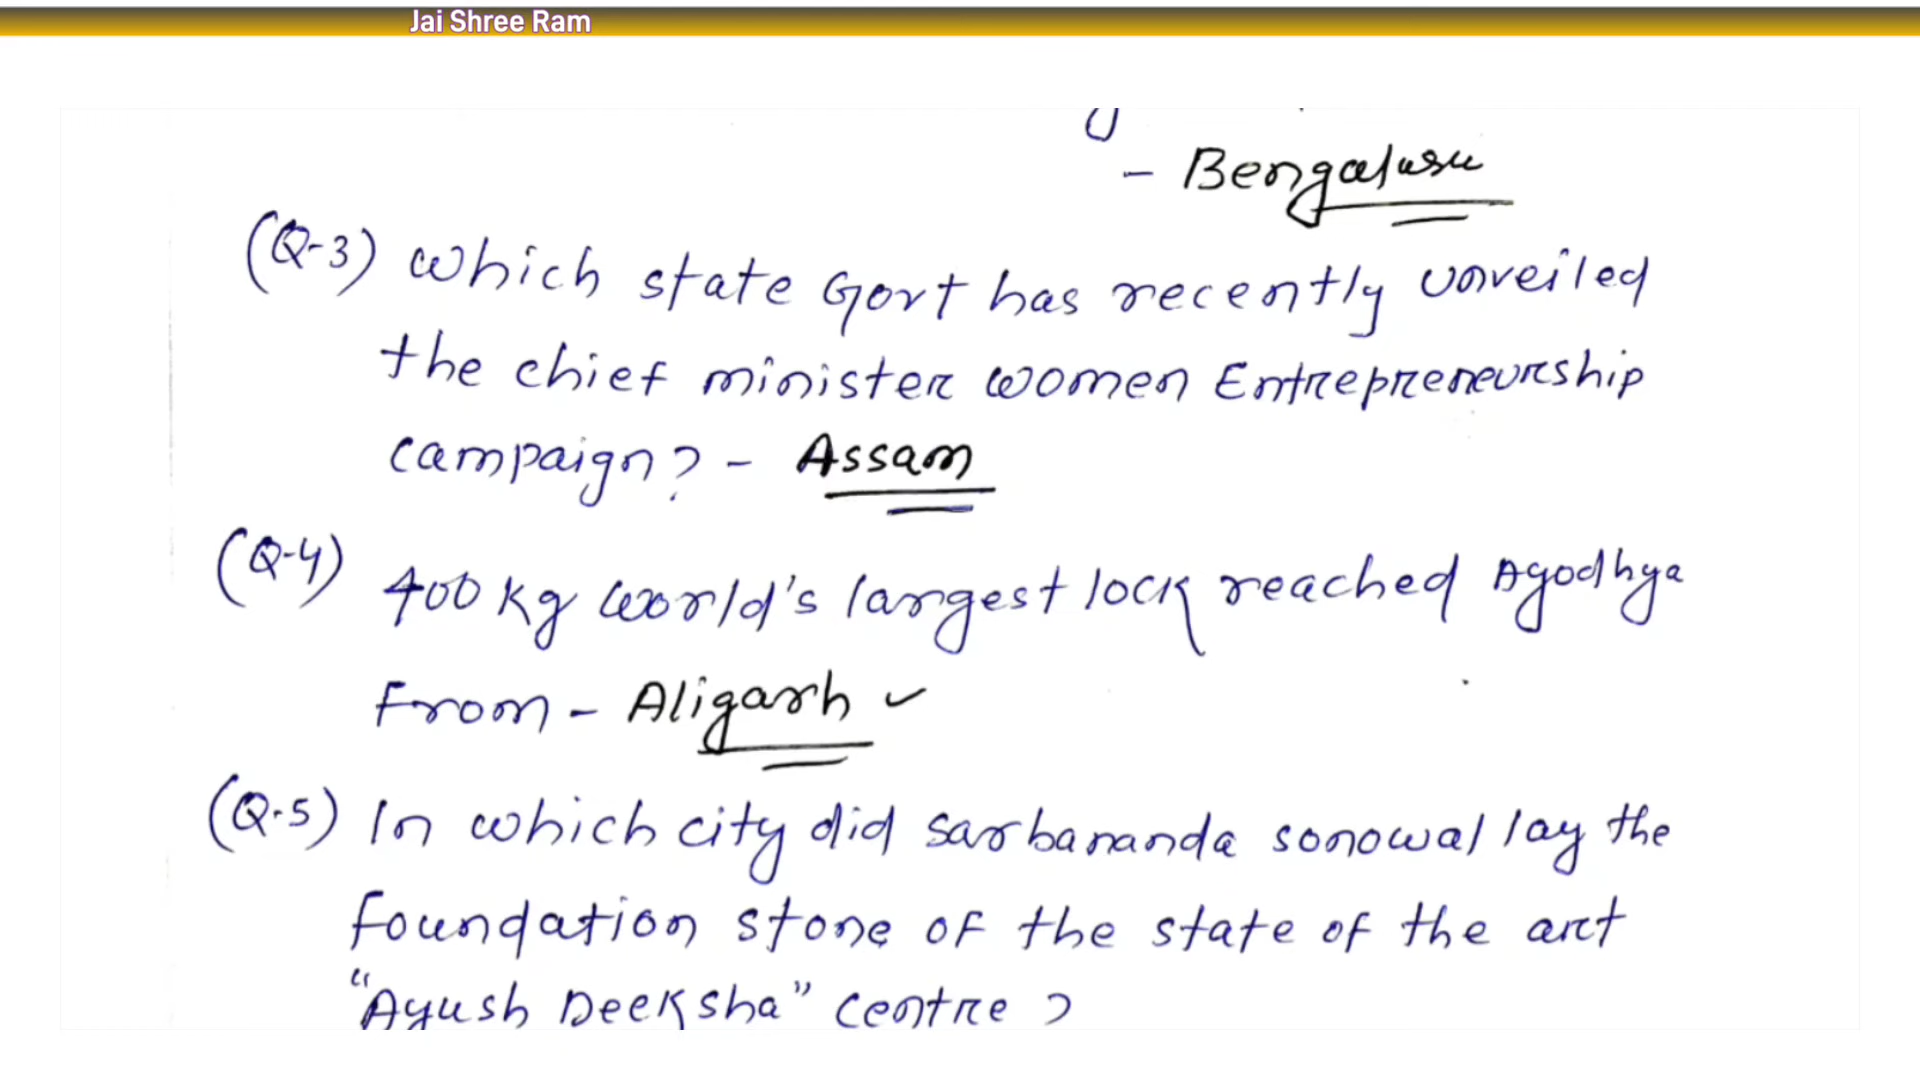 Jai Shree Ram
- Bengaluru
(Q-3) which state Govt has recently unveiled
the chief minister women Entrepreneurship
campaign? - Assam
(Q-4) 400 kg world's largest lock reached Ayodhya
From - Aligarh ✓
(Q-5) In which city did sarbananda sonowal lay the
foundation stone of the state of the art
"Ayush Deeksha" centre ?